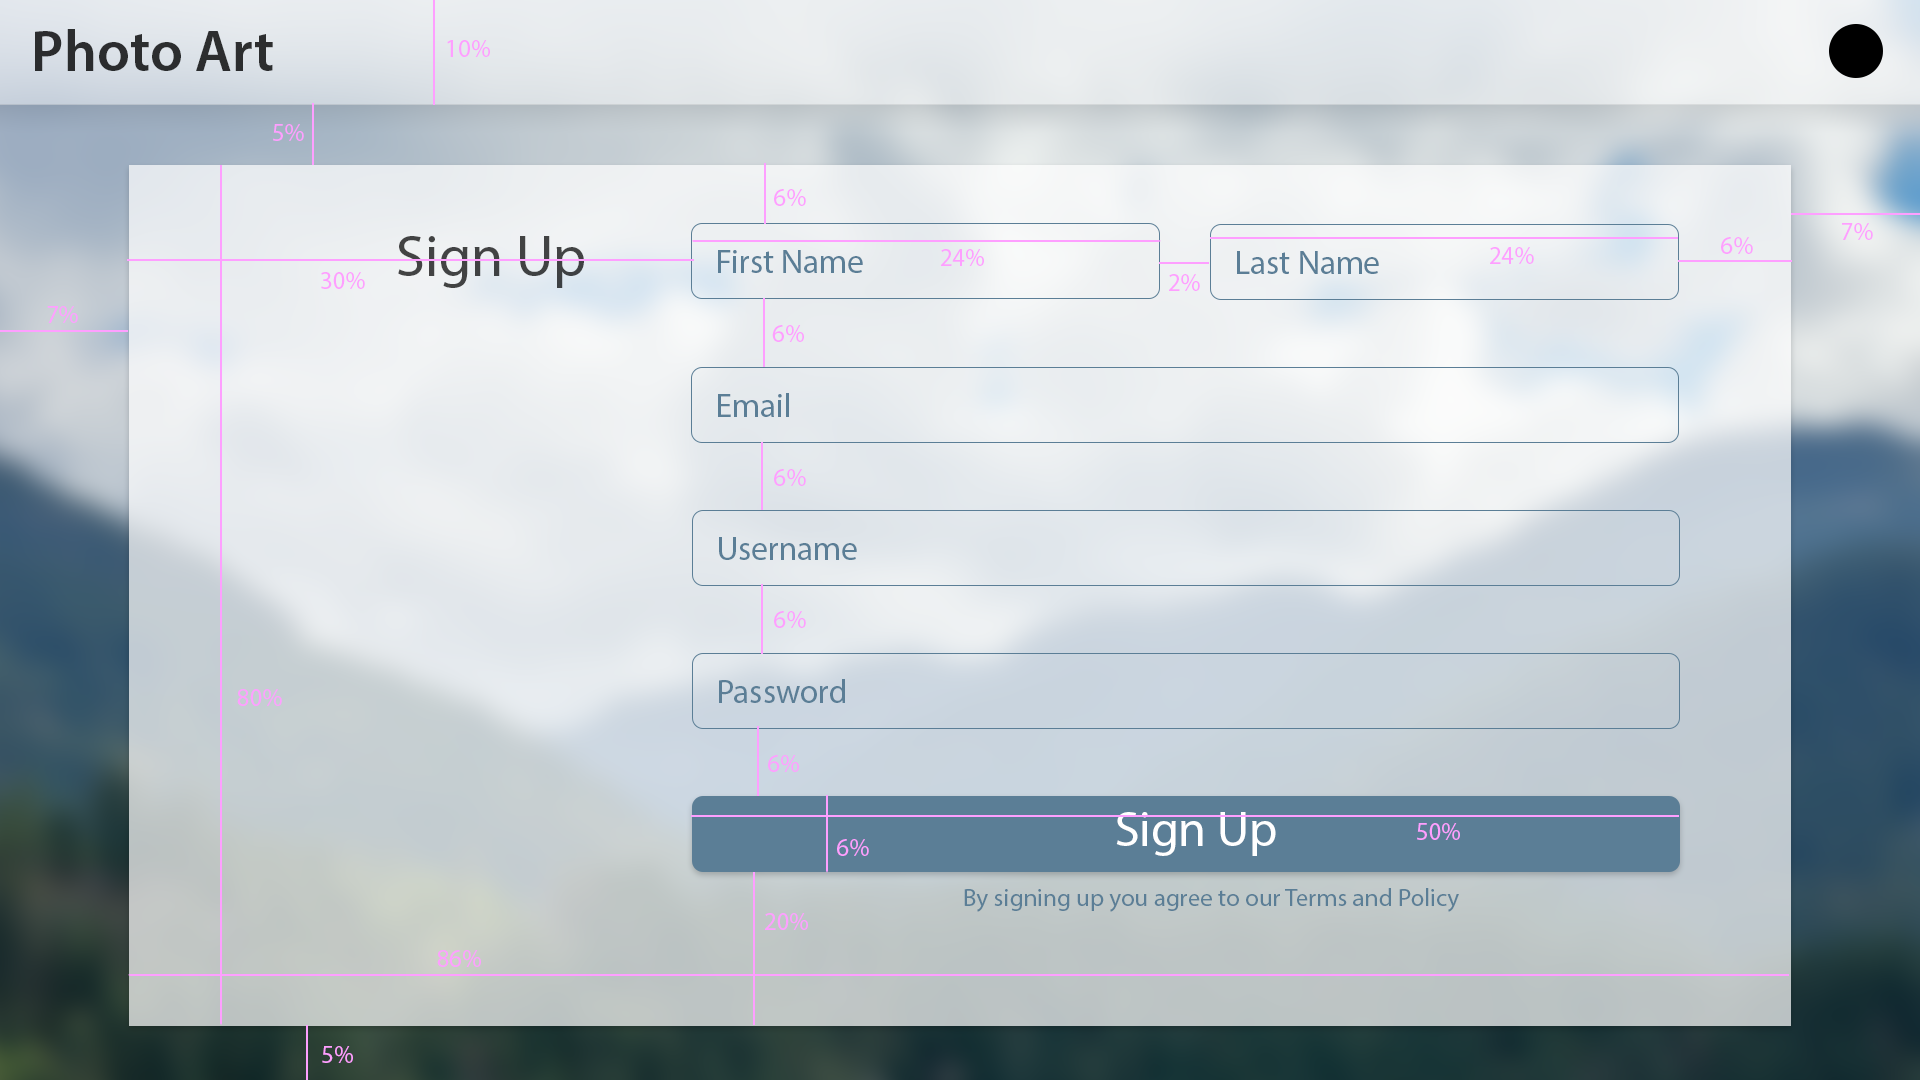 Photo Art
10%
5%
6%
Sign Up
First Name
24%
Last Name
24%
6%
7%
30%
2%
7%
6%
Email
6%
Username
6%
Password
80%
6%
Sign Up
50%
6%
By signing up you agree to our Terms and Policy
20%
86%
5%